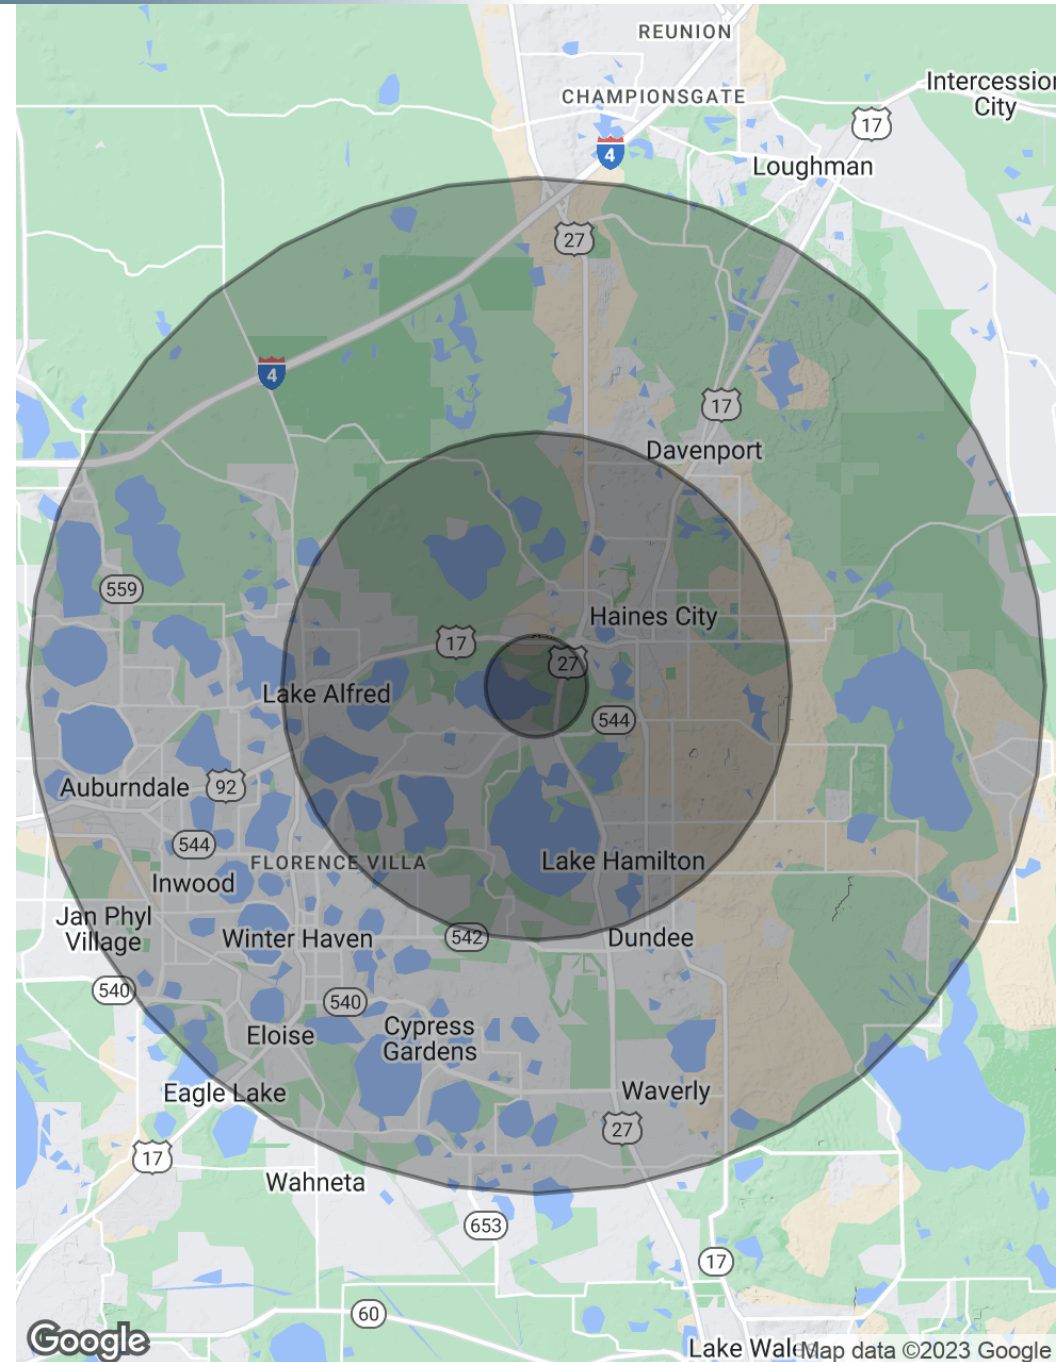 REUNION
Intercession
City
CHAMPIONSGATE
17
4
Loughman
27
4
17
Davenport
559
Haines City
17
27
Lake Alfred
544
Auburndale
92
544
FLORENCE VILLA
Lake Hamilton
Inwood
Jan Phyl
Village
Winter Haven
542
Dundee
540
540
Eloise
Cypress
Gardens
Eagle Lake
Waverly
27
17
Wahneta
653
17
60
Google
Lake Wales
Map data ©2023 Google